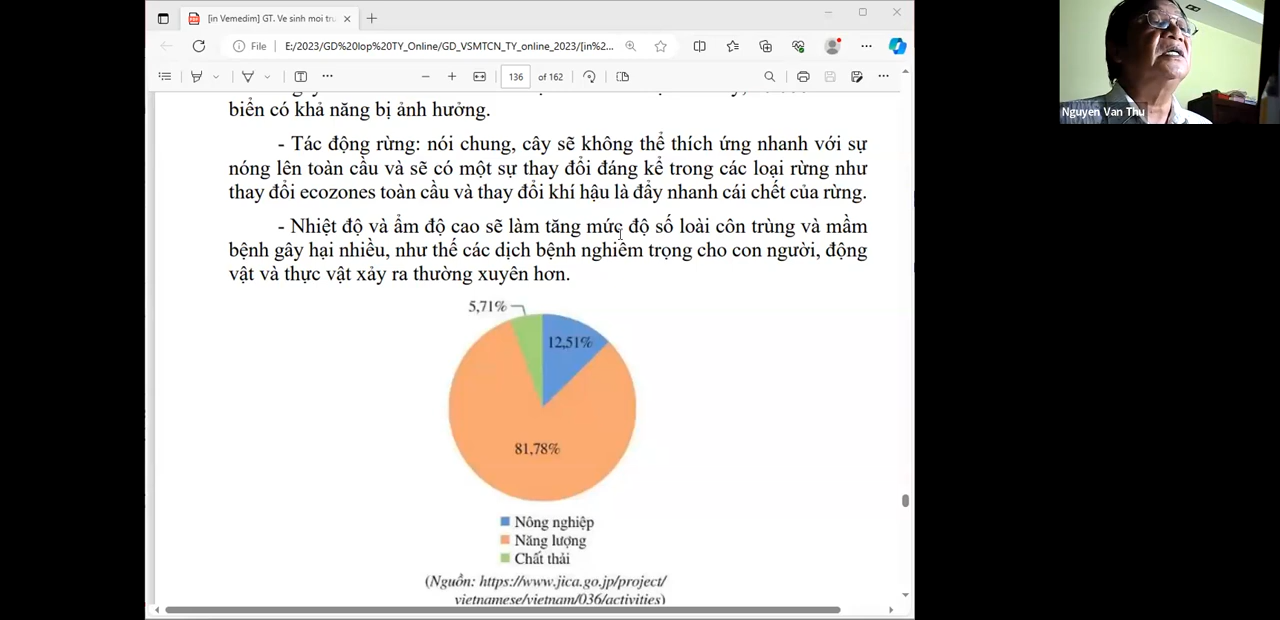 [in Vemedim] GT. Ve sinh moi tru
File
E:/2023/GD%20lop%20TY_Online/GD_VSMTCN_TY_online_2023/[in%2...
136 of 162
biển có khả năng bị ảnh hưởng.
- Tác động rừng: nói chung, cây sẽ không thể thích ứng nhanh với sự
nóng lên toàn cầu và sẽ có một sự thay đổi đáng kể trong các loại rừng như
thay đổi ecozones toàn cầu và thay đổi khí hậu là đẩy nhanh cái chết của rừng.
- Nhiệt độ và ẩm độ cao sẽ làm tăng mức độ số loài côn trùng và mầm
bệnh gây hại nhiều, như thế các dịch bệnh nghiêm trọng cho con người, động
vật và thực vật xảy ra thường xuyên hơn.
5,71%
12,51%
81,78%
Nông nghiệp
Năng lượng
Chất thải
(Nguồn: https://www.jica.go.jp/project/
vietnamese/vietnam/036/activities)
Nguyen Van Thu